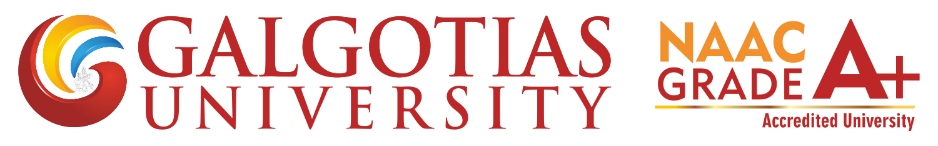 GALGOTIAS
UNIVERSITY
NAAC
GRADE A+
Accredited University